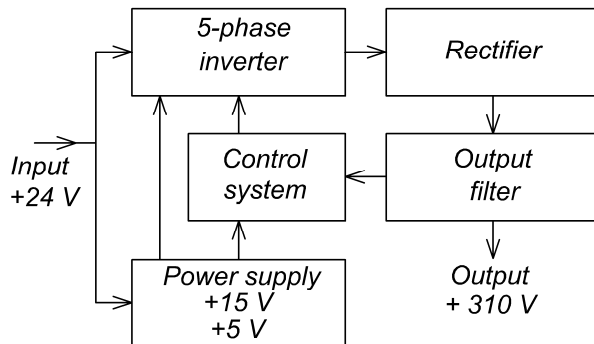 5-phase
inverter
Rectifier
Input
+24 V
Control
system
Output
filter
Power supply
+15 V
+5 V
Output
+ 310 V